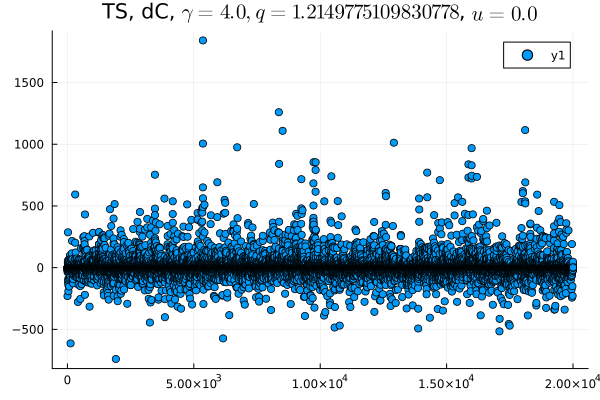 TS, dC, γ = 4.0, q = 1.2149775109830778, u = 0.0
y1
1500
1000
500
0
−500
0 5.00×10³ 1.00×10⁴ 1.50×10⁴ 2.00×10⁴